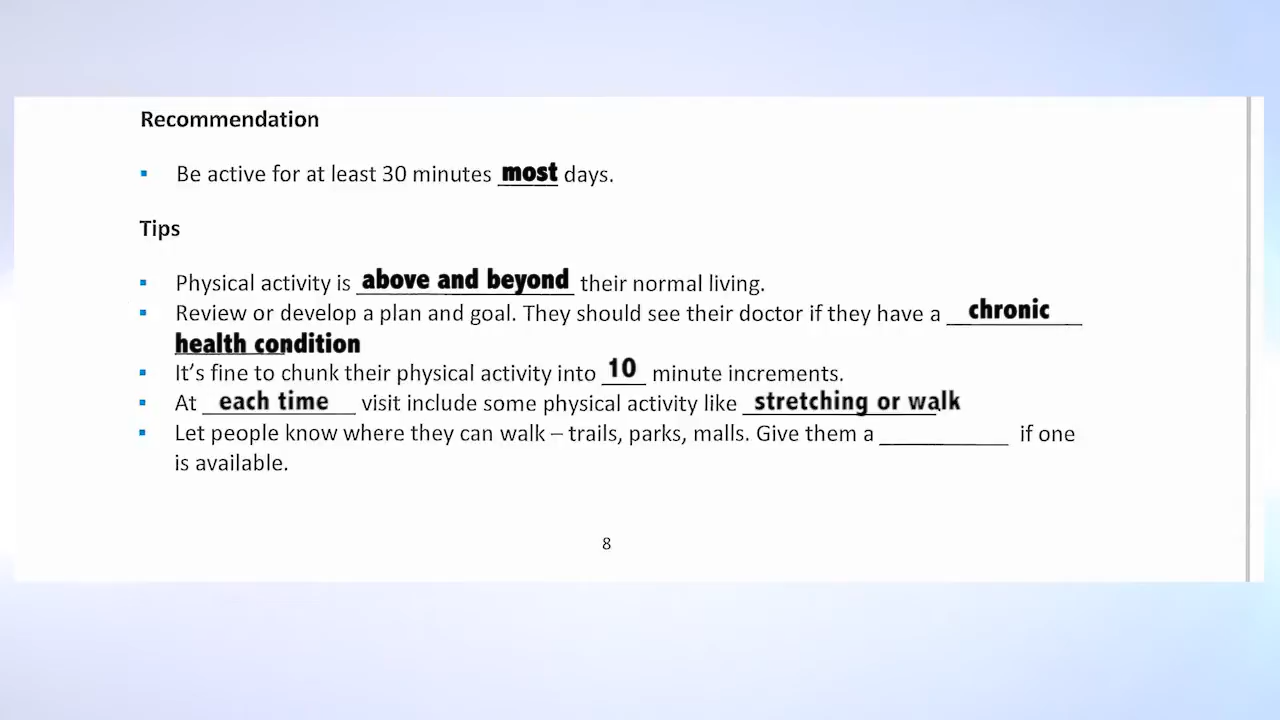 Recommendation
▪ Be active for at least 30 minutes most days.
Tips
▪ Physical activity is above and beyond their normal living.
▪ Review or develop a plan and goal. They should see their doctor if they have a chronic
health condition
▪ It's fine to chunk their physical activity into 10 minute increments.
▪ At each time visit include some physical activity like stretching or walk
▪ Let people know where they can walk – trails, parks, malls. Give them a __________ if one
is available.
8